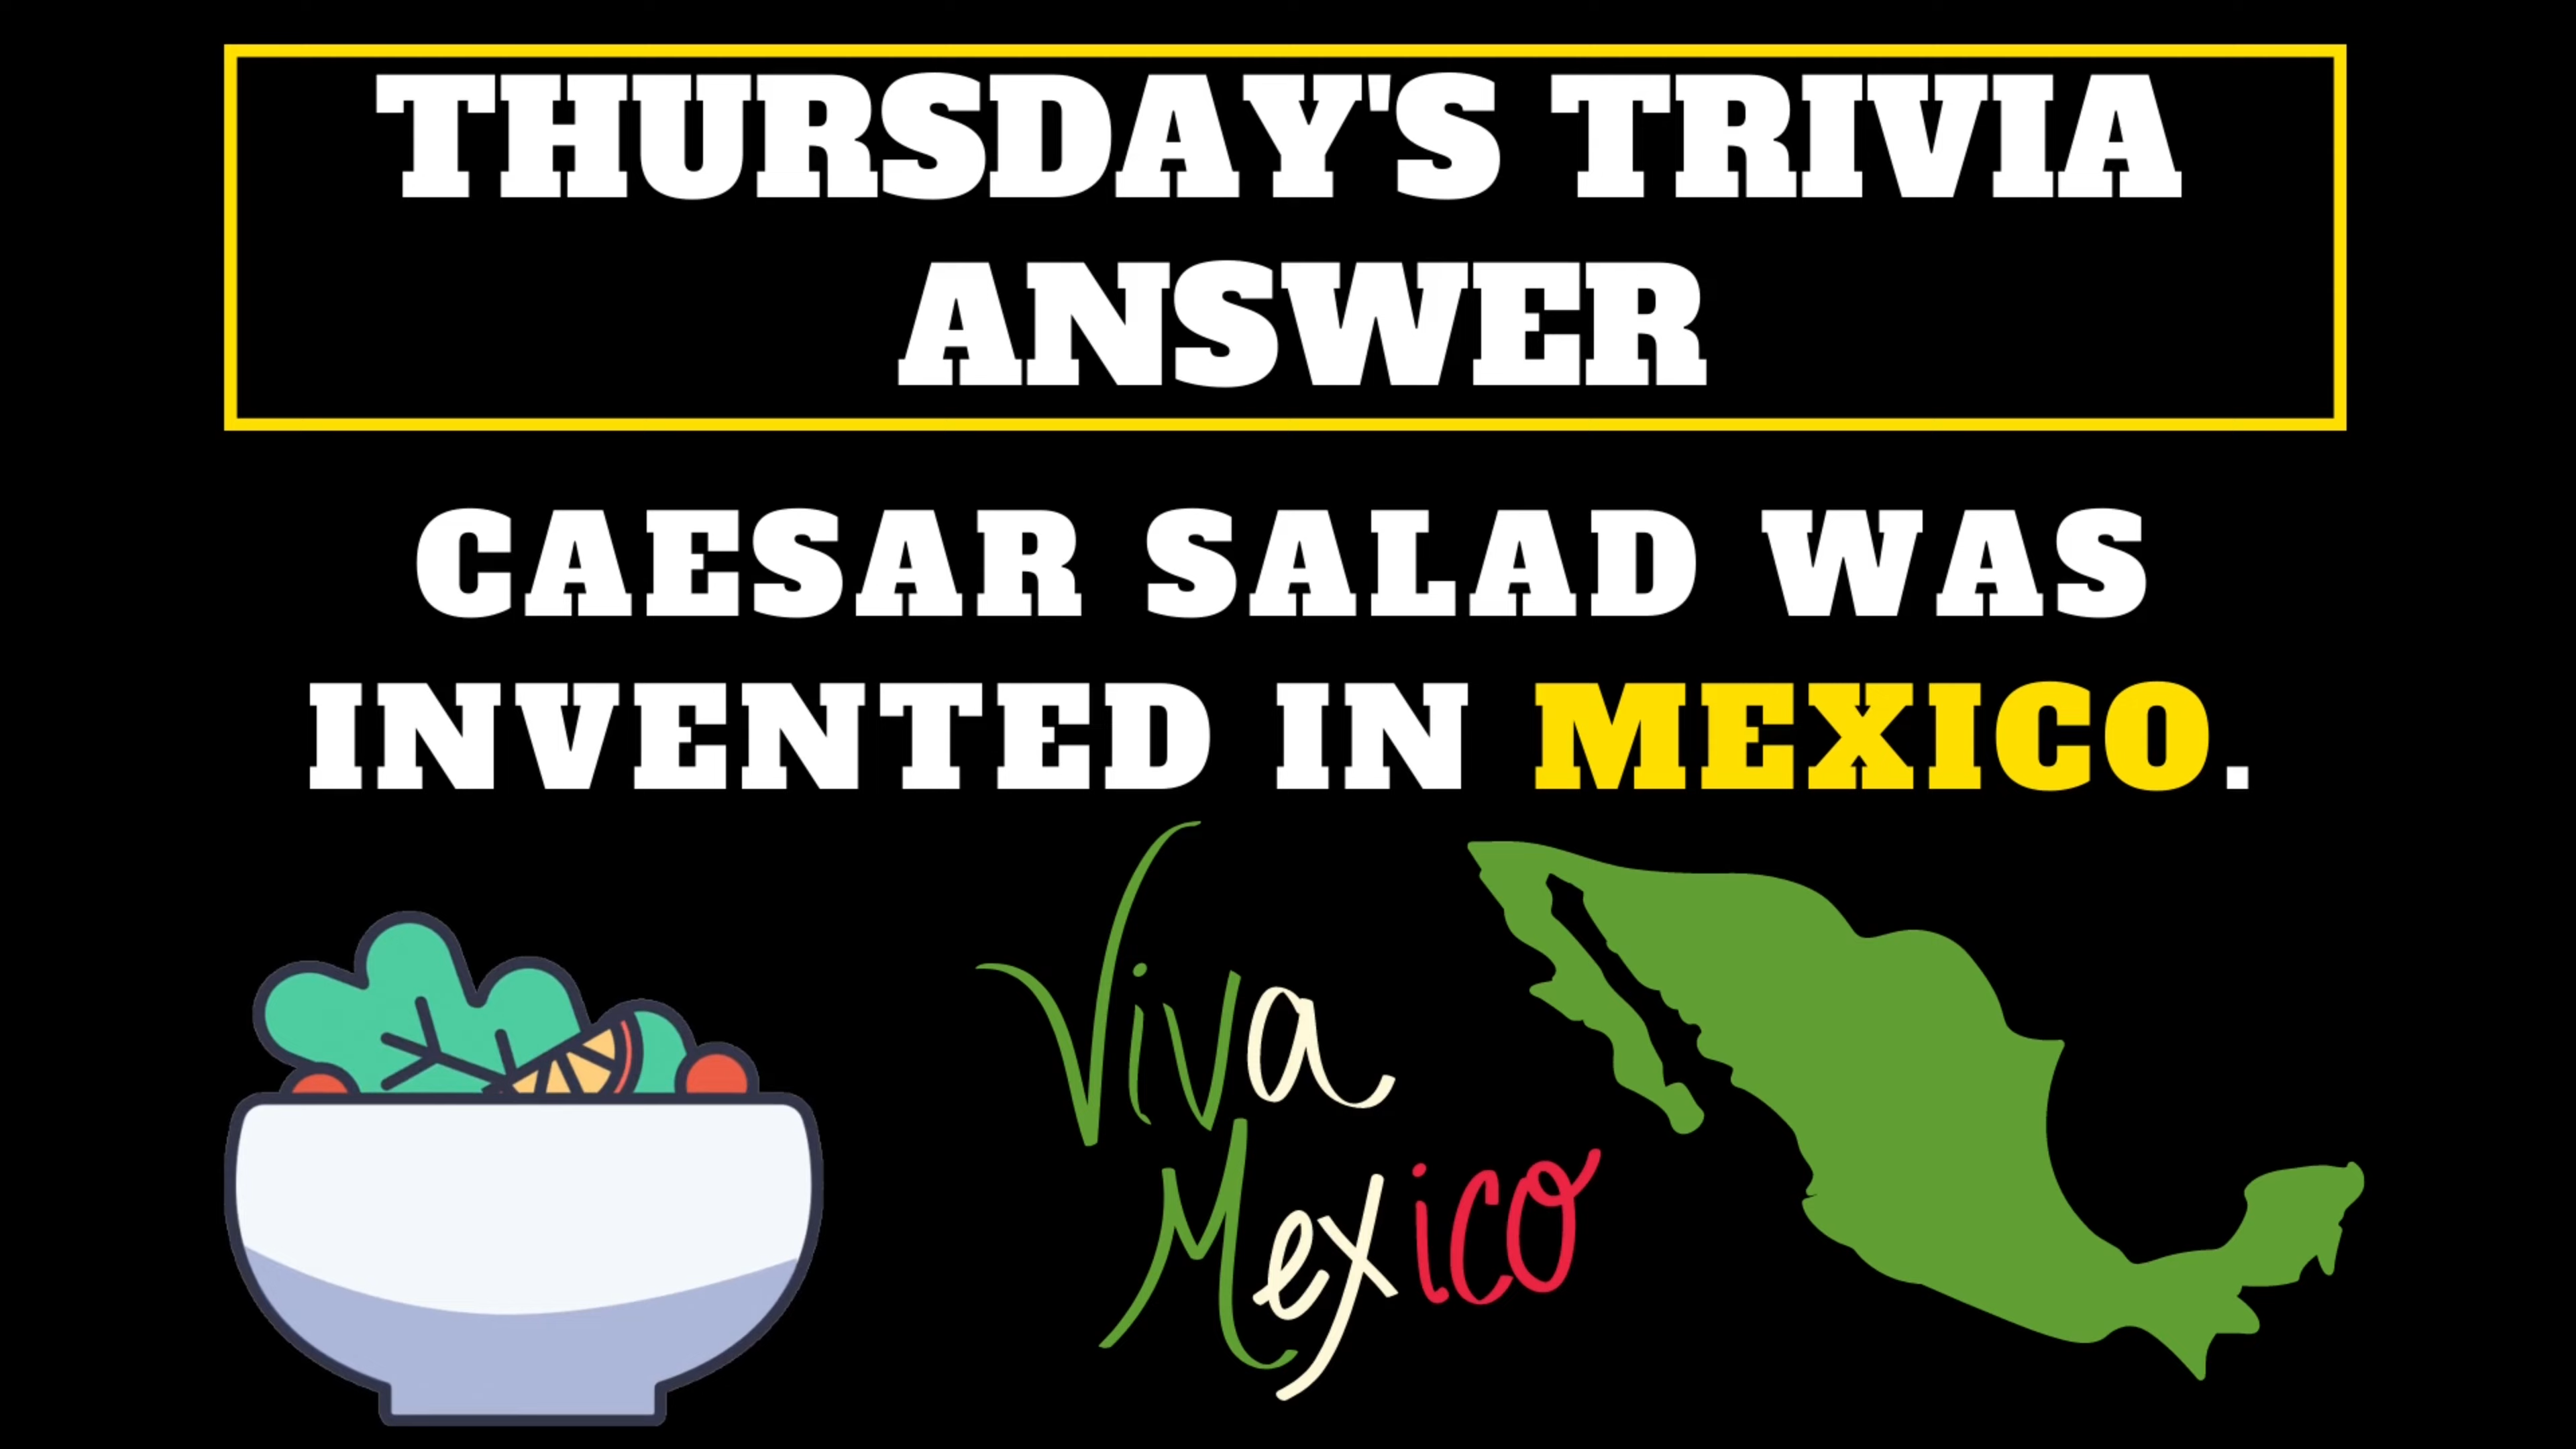 THURSDAY'S TRIVIA
ANSWER
CAESAR SALAD WAS
INVENTED IN MEXICO.
Viva
Mexico